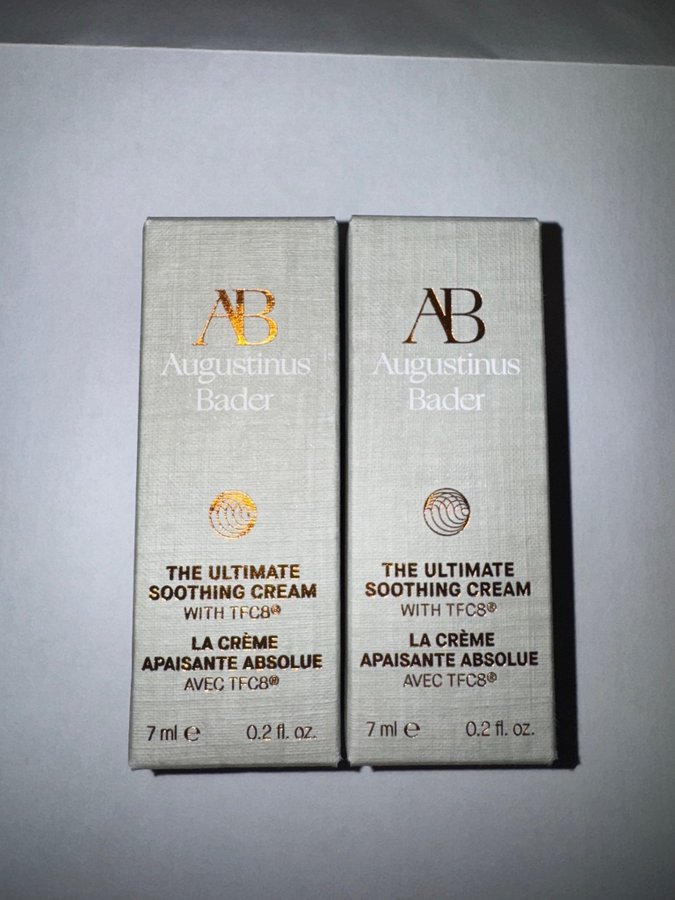 AB
Augustinus
Bader
THE ULTIMATE
SOOTHING CREAM
WITH TFC8®
LA CRÈME
APAISANTE ABSOLUE
AVEC TFC8®
7 ml e 0.2 fl. oz.
AB
Augustinus
Bader
THE ULTIMATE
SOOTHING CREAM
WITH TFC8®
LA CRÈME
APAISANTE ABSOLUE
AVEC TFC8®
7 ml e 0.2 fl. oz.